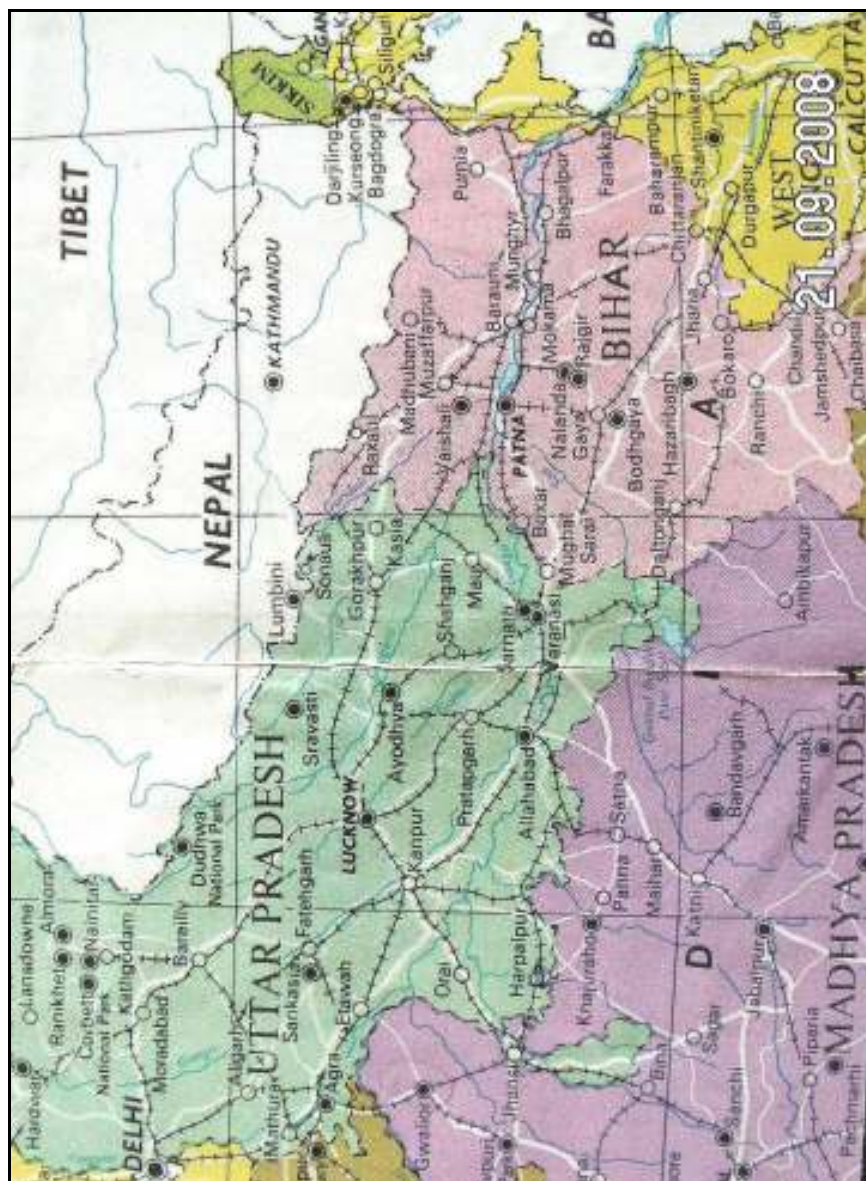 TIBET
NEPAL
KATHMANDU
SIKKIM
Darjiling
Kurseong
Bagdogra
Siliguri
BA
CALCUTTA
Purnia
Farakka
Baharampur
Shantiniketan
WEST
Durgapur
Chittaranjan
Bhagalpur
Munghyr
Baraun
Mokama
BIHAR
Madhubani
Muzaffarpur
Vaishali
Raxaul
PATNA
Nalanda
Rajgir
Gaya
Bodhgaya
Hazaribagh
Jharia
Bokaro
Ranchi
Jamshedpur
Chaibasa
A
Daltonganj
Buxar
Mughal
Sarai
Lumbini
Sonauli
Gorakhpur
Kasia
Shahganj
Mau
Sarnath
Varanasi
Ambikapur
Sravasti
Ayodhya
Pratapgarh
Allahabad
I
Bandavgarh
Amarkantak
Dudhwa
National Park
LUCKNOW
Kanpur
UTTAR PRADESH
Fatehgarh
Sankasia
Etawah
Orai
Harpalpur
Satna
Panna
Maihar
Katni
Khajuraho
D
Jabalpur
MADHYA PRADESH
Lansdowne
Almora
Ranikhet
Nainital
Corbett
National Park
Kathgodam
Bareilly
Moradabad
Hardwar
DELHI
Aligarh
Mathura
Agra
Gwalior
Jhansi
Bina
Sagar
Sanchi
Piparia
Pachmarhi
21.09.2008